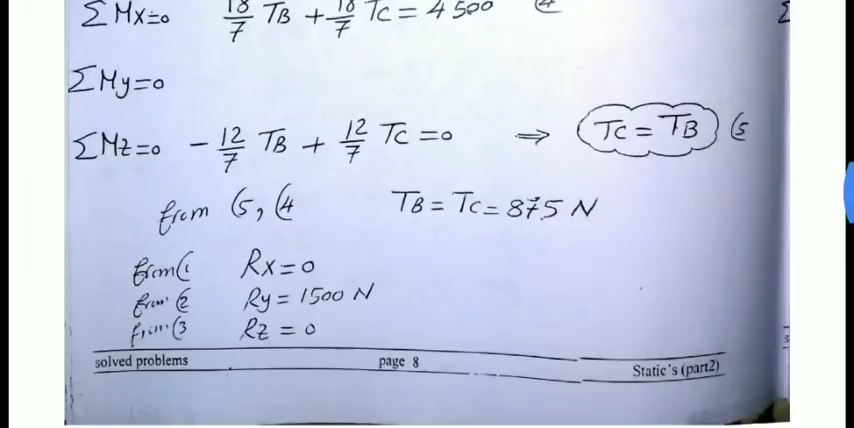 ΣMx=0 18/7 TB + 18/7 Tc = 4500 (4
ΣMy=0
ΣMz=0 - 12/7 TB + 12/7 Tc =0 ⇒ Tc = TB (5
from (5, (4 TB = Tc = 875 N
from (1 Rx=0
from (2 Ry = 1500 N
from (3 Rz = 0
solved problems page 8 Static's (part2)